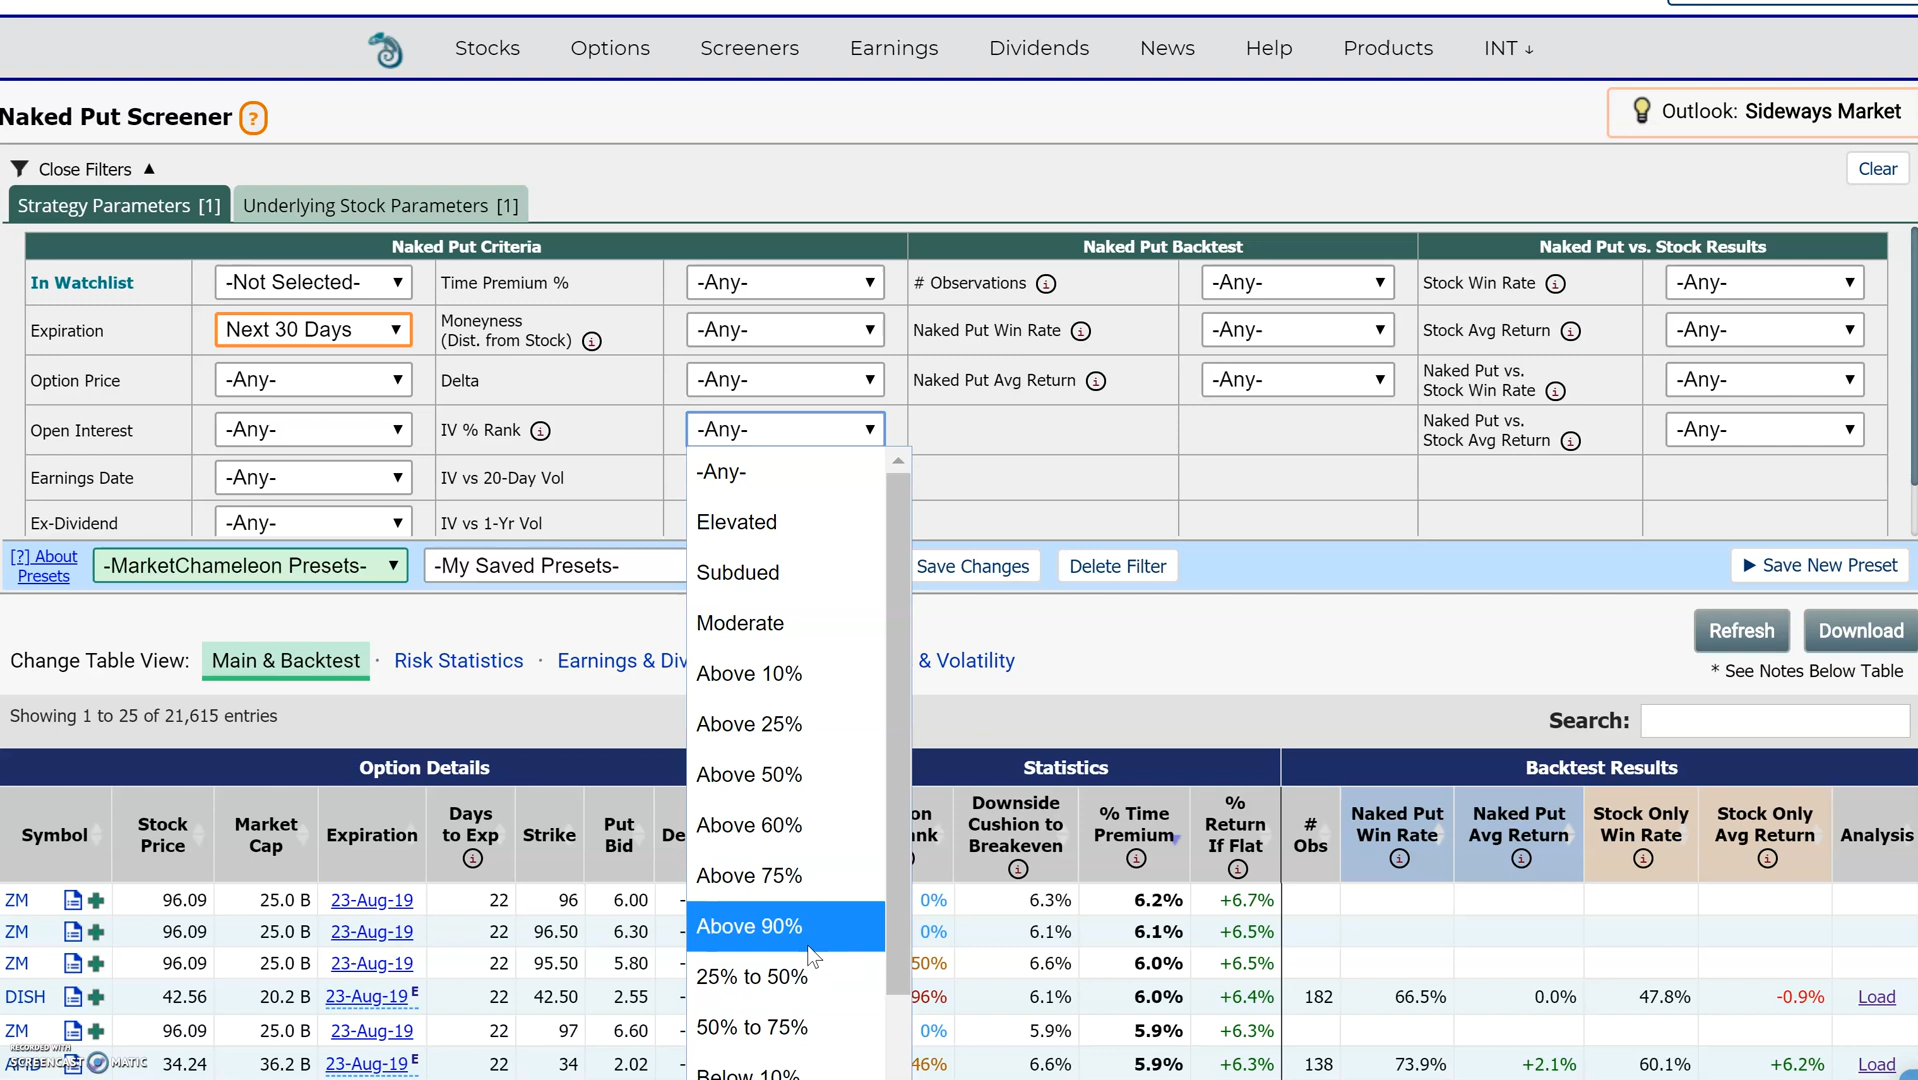 Stocks Options Screeners Earnings Dividends News Help Products INT ↓
Naked Put Screener ?
Outlook: Sideways Market
Close Filters ▲
Clear
Strategy Parameters [1] Underlying Stock Parameters [1]
Naked Put Criteria Naked Put Backtest Naked Put vs. Stock Results
In Watchlist -Not Selected- Time Premium % -Any- # Observations i -Any- Stock Win Rate i -Any-
Expiration Next 30 Days Moneyness (Dist. from Stock) i -Any- Naked Put Win Rate i -Any- Stock Avg Return i -Any-
Option Price -Any- Delta -Any- Naked Put Avg Return i -Any- Naked Put vs. Stock Win Rate i -Any-
Open Interest -Any- IV % Rank i -Any- Naked Put vs. Stock Avg Return i -Any-
Earnings Date -Any- IV vs 20-Day Vol
Ex-Dividend -Any- IV vs 1-Yr Vol
-Any-
Elevated
Subdued
Moderate
Above 10%
Above 25%
Above 50%
Above 60%
Above 75%
Above 90%
25% to 50%
50% to 75%
Below 10%
[?] About Presets -MarketChameleon Presets- -My Saved Presets- Save Changes Delete Filter ▶ Save New Preset
Refresh Download
Change Table View: Main & Backtest · Risk Statistics · Earnings & Div & Volatility
* See Notes Below Table
Showing 1 to 25 of 21,615 entries
Search:
Option Details Statistics Backtest Results
Symbol Stock Price Market Cap Expiration Days to Exp i Strike Put Bid De Downside Cushion to Breakeven i % Time Premium i % Return If Flat i # Obs Naked Put Win Rate i Naked Put Avg Return i Stock Only Win Rate i Stock Only Avg Return i Analysis
ZM 96.09 25.0 B 23-Aug-19 22 96 6.00 - 0% 6.3% 6.2% +6.7%
ZM 96.09 25.0 B 23-Aug-19 22 96.50 6.30 - 0% 6.1% 6.1% +6.5%
ZM 96.09 25.0 B 23-Aug-19 22 95.50 5.80 - 50% 6.6% 6.0% +6.5%
DISH 42.56 20.2 B 23-Aug-19 E 22 42.50 2.55 - 96% 6.1% 6.0% +6.4% 182 66.5% 0.0% 47.8% -0.9% Load
ZM 96.09 25.0 B 23-Aug-19 22 97 6.60 - 0% 5.9% 5.9% +6.3%
34.24 36.2 B 23-Aug-19 E 22 34 2.02 - 46% 6.6% 5.9% +6.3% 138 73.9% +2.1% 60.1% +6.2% Load
RECORDED WITH
SCREENCAST MATIC